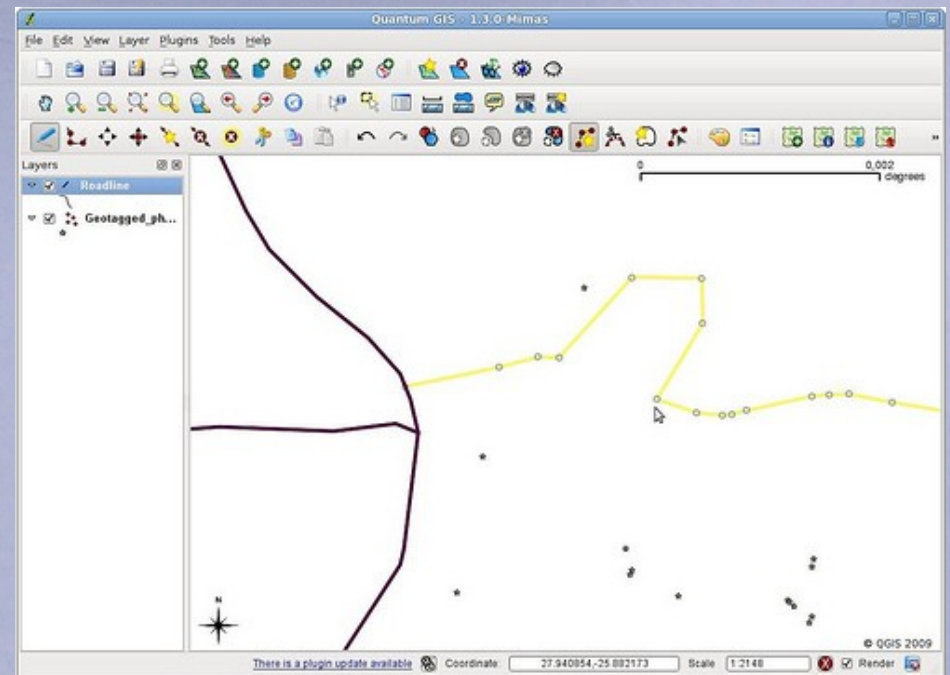 Quantum GIS - 1.3.0-Mimas
File Edit View Layer Plugins Tools Help
Layers
Roadline
Geotagged_ph...
0 0,002
degrees
N
© QGIS 2009
There is a plugin update available Coordinate: 27.940854,-25.882173 Scale 1:2148 Render